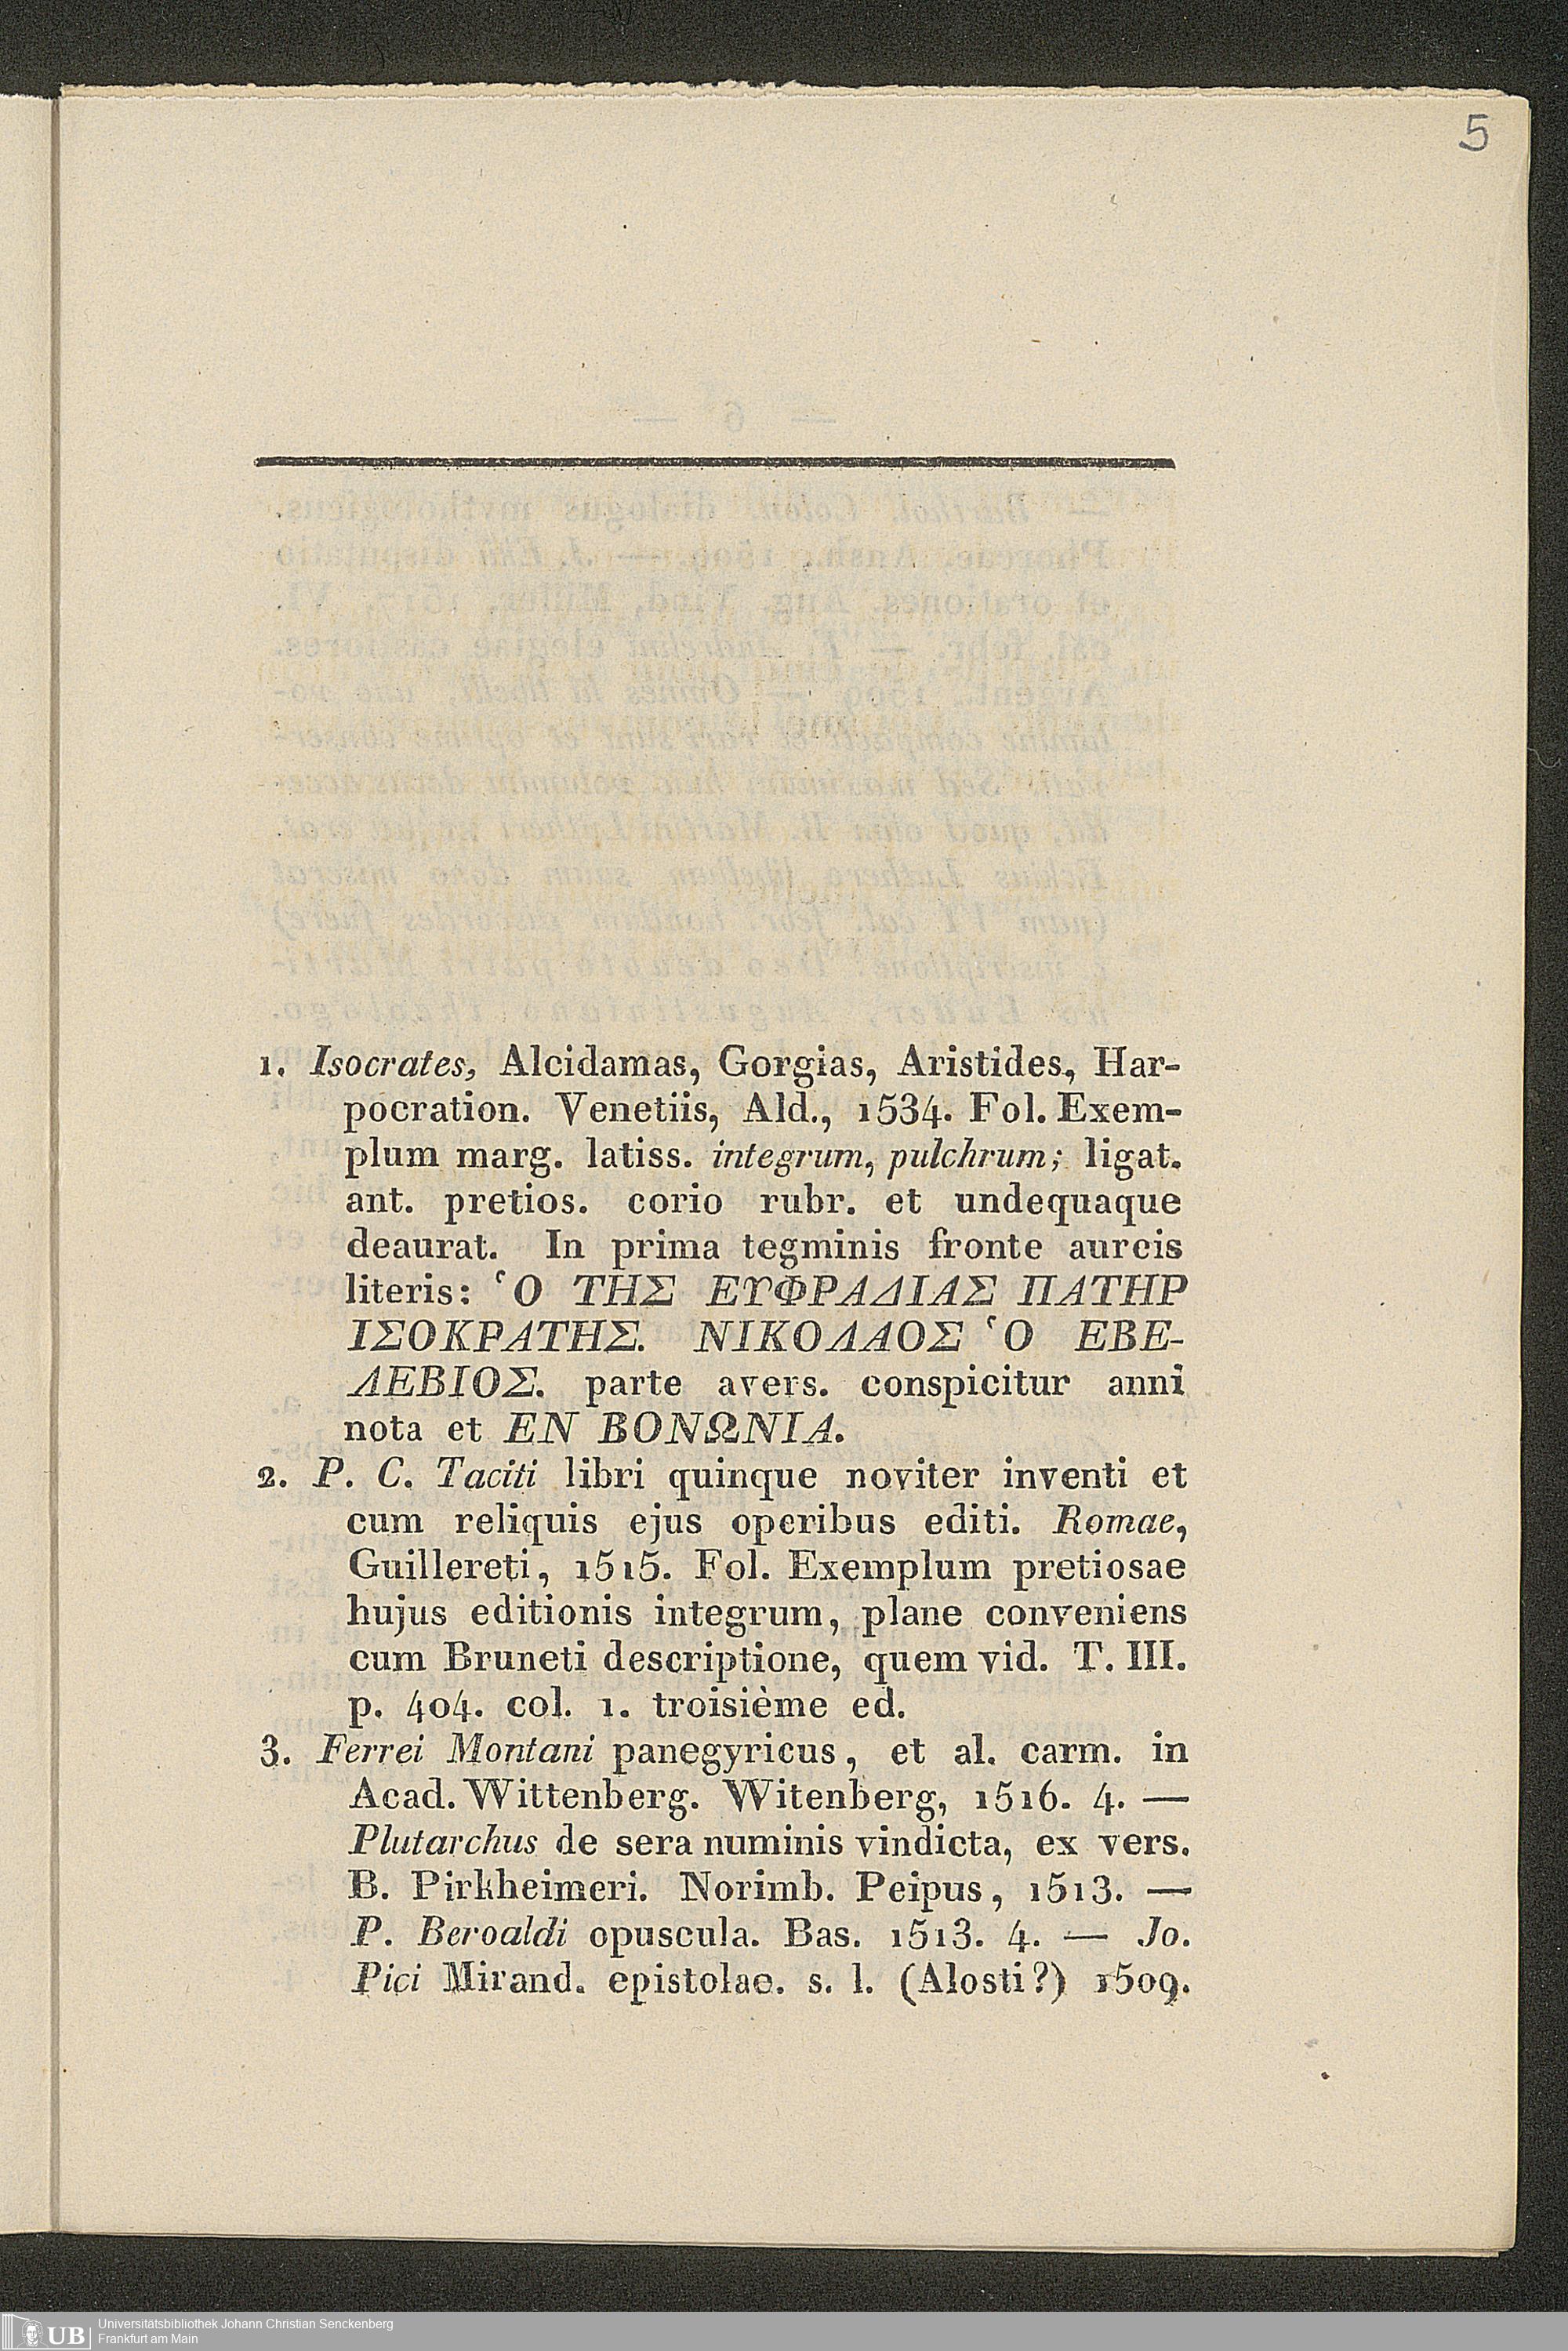 5
1. Isocrates, Alcidamas, Gorgias, Aristides, Har-
pocration. Venetiis, Ald., 1534. Fol. Exem-
plum marg. latiss. integrum, pulchrum; ligat.
ant. pretios. corio rubr. et undequaque
deaurat. In prima tegminis fronte aureis
literis: Ὁ ΤΗΣ ΕΥΦΡΑΔΙΑΣ ΠΑΤΗΡ
ΙΣΟΚΡΑΤΗΣ. ΝΙΚΟΛΑΟΣ Ὁ ΕΒΕ-
ΛΕΒΙΟΣ. parte avers. conspicitur anni
nota et ΕΝ ΒΟΝΩΝΙΑ.
2. P. C. Taciti libri quinque noviter inventi et
cum reliquis ejus operibus editi. Romae,
Guillereti, 1515. Fol. Exemplum pretiosae
hujus editionis integrum, plane conveniens
cum Bruneti descriptione, quem vid. T. III.
p. 404. col. 1. troisième ed.
3. Ferrei Montani panegyricus, et al. carm. in
Acad. Wittenberg. Witenberg, 1516. 4. —
Plutarchus de sera numinis vindicta, ex vers.
B. Pirkheimeri. Norimb. Peipus, 1513. —
P. Beroaldi opuscula. Bas. 1513. 4. — Jo.
Pici Mirand. epistolae. s. l. (Alosti?) 1509.
UB Universitätsbibliothek Johann Christian Senckenberg
Frankfurt am Main